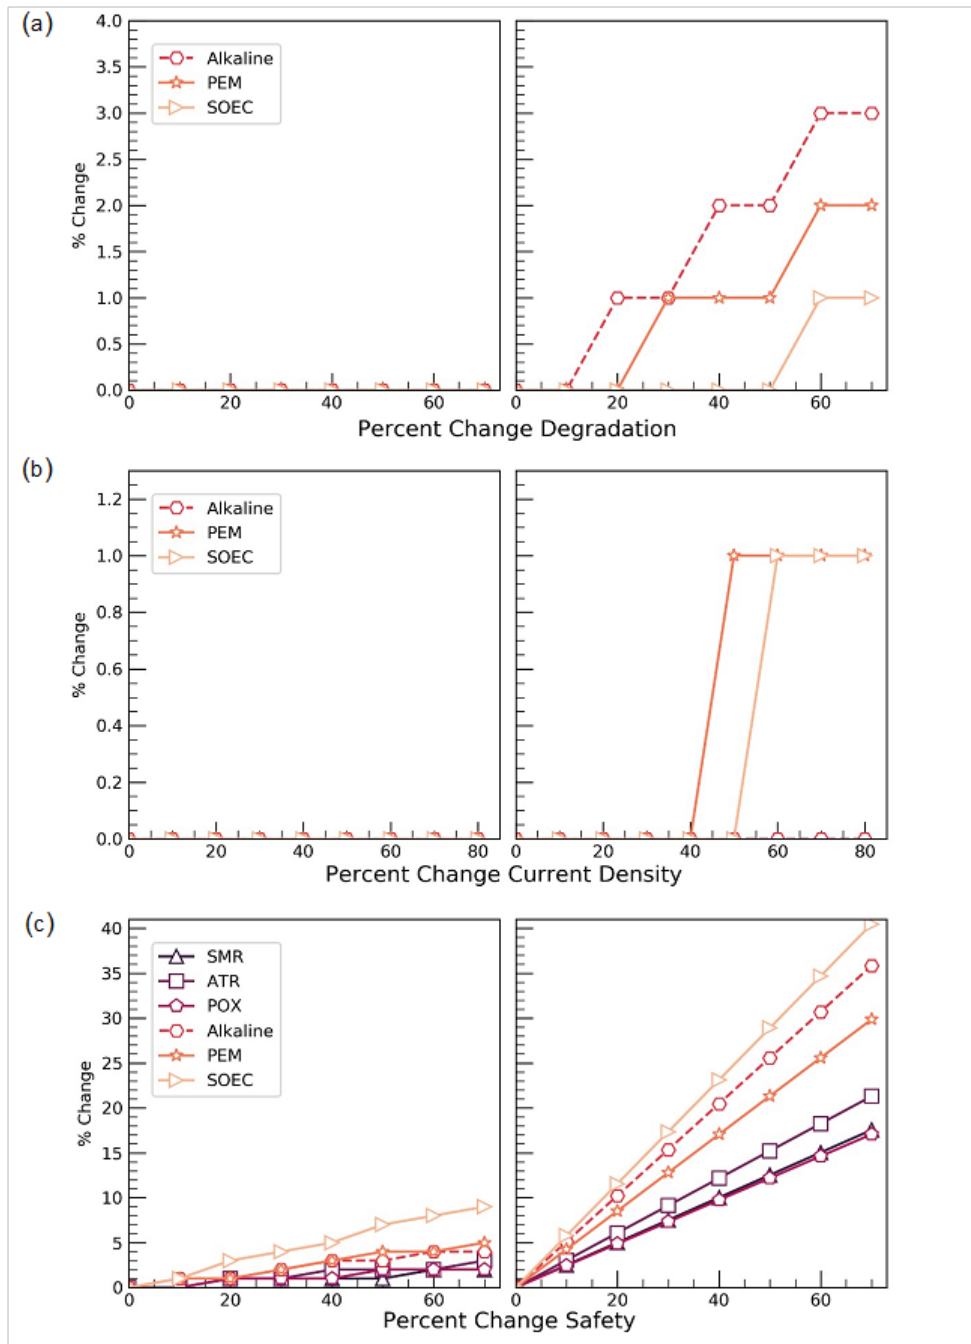 (a)
4.0
3.5
3.0
2.5
2.0
1.5
1.0
0.5
0.0
% Change
Alkaline
PEM
SOEC
0 20 40 60 0 20 40 60
Percent Change Degradation
(b)
1.2
1.0
0.8
0.6
0.4
0.2
0.0
% Change
Alkaline
PEM
SOEC
0 20 40 60 80 0 20 40 60 80
Percent Change Current Density
(c)
40
35
30
25
20
15
10
5
0
% Change
SMR
ATR
POX
Alkaline
PEM
SOEC
0 20 40 60 0 20 40 60
Percent Change Safety